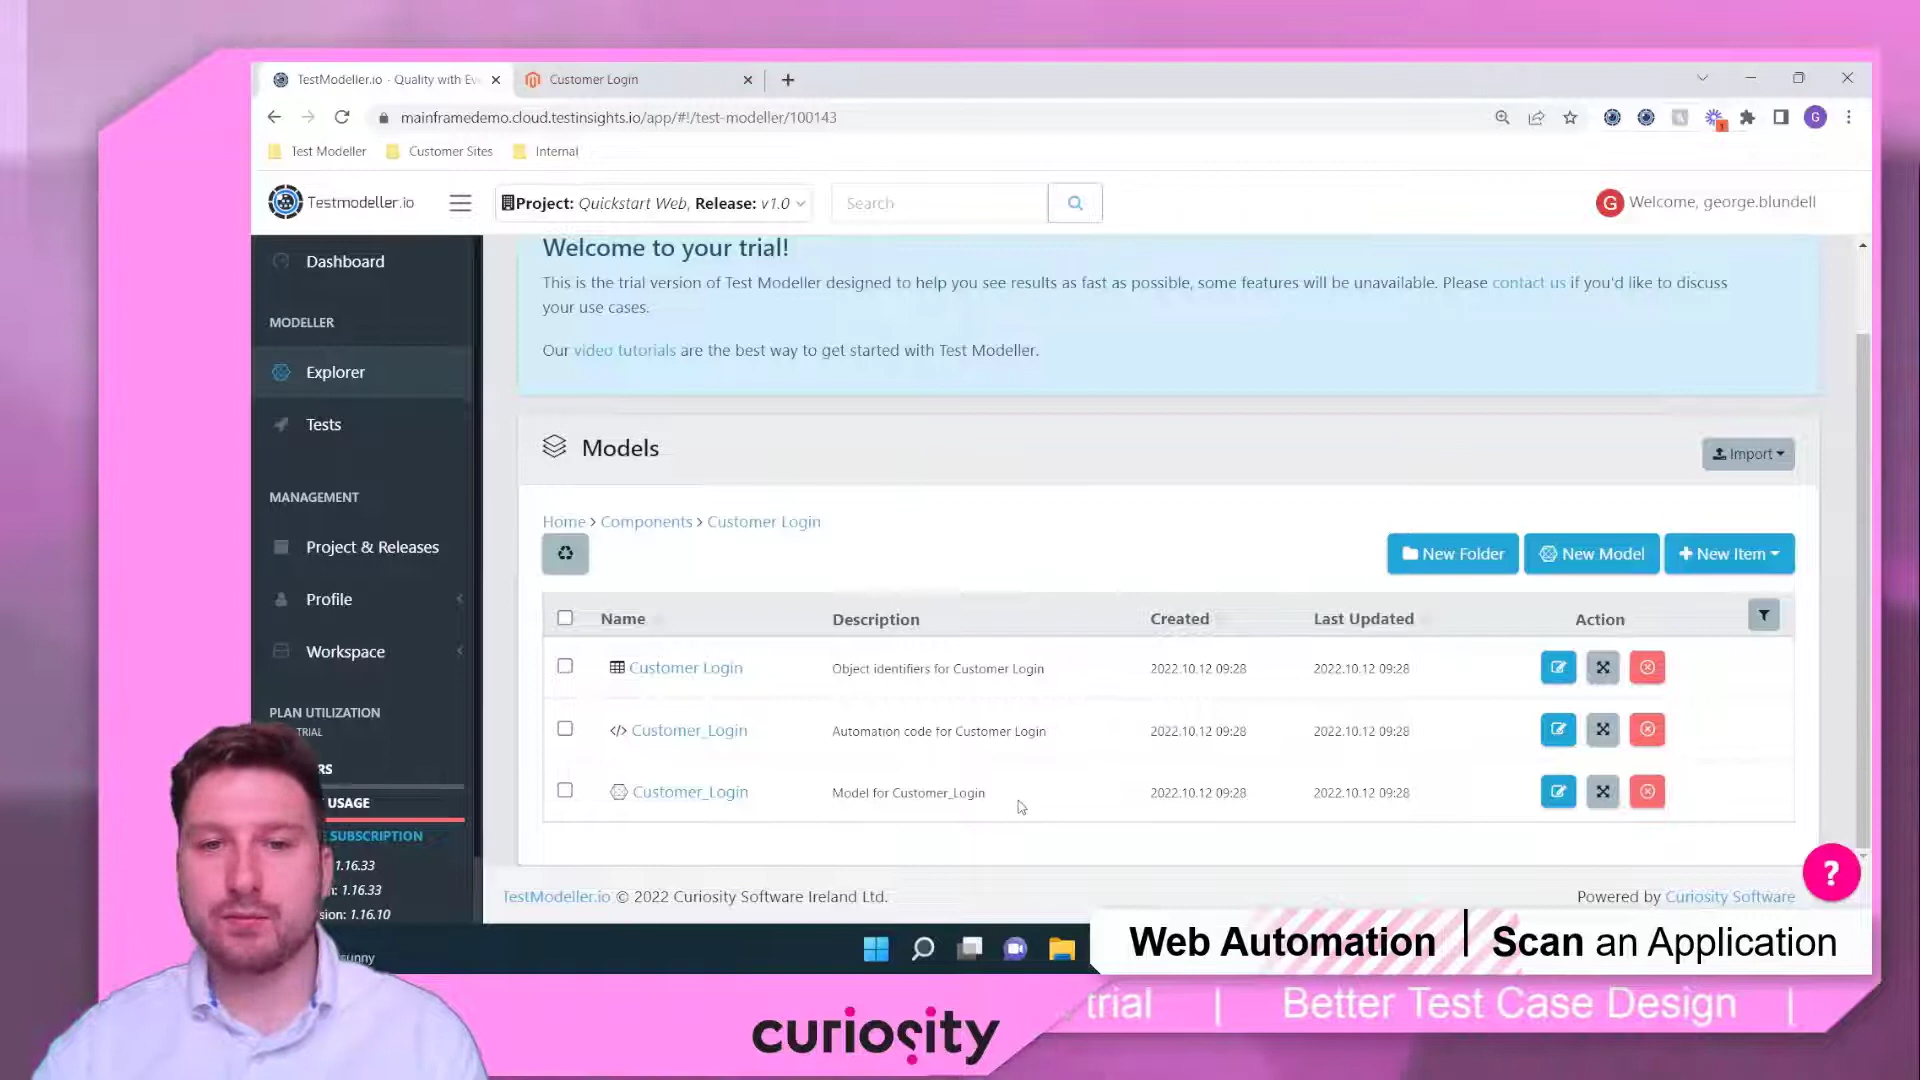 TestModeller.io - Quality with Eve
Customer Login
mainframedemo.cloud.testinsights.io/app/#!/test-modeller/100143
G
Test Modeller
Customer Sites
Internal
Testmodeller.io
Project: Quickstart Web, Release: v1.0
Search
G Welcome, george.blundell
Dashboard
MODELLER
Explorer
Tests
MANAGEMENT
Project & Releases
Profile
Workspace
PLAN UTILIZATION
TRIAL
RS
USAGE
SUBSCRIPTION
1.16.33
: 1.16.33
sion: 1.16.10
Welcome to your trial!
This is the trial version of Test Modeller designed to help you see results as fast as possible, some features will be unavailable. Please contact us if you'd like to discuss
your use cases.
Our video tutorials are the best way to get started with Test Modeller.
Models
Import
Home > Components > Customer Login
New Folder
New Model
+ New Item
Name Description Created Last Updated Action
Customer Login Object identifiers for Customer Login 2022.10.12 09:28 2022.10.12 09:28
</> Customer_Login Automation code for Customer Login 2022.10.12 09:28 2022.10.12 09:28
Customer_Login Model for Customer_Login 2022.10.12 09:28 2022.10.12 09:28
?
TestModeller.io © 2022 Curiosity Software Ireland Ltd.
Powered by Curiosity Software
sunny
Web Automation | Scan an Application
trial | Better Test Case Design |
curiosity